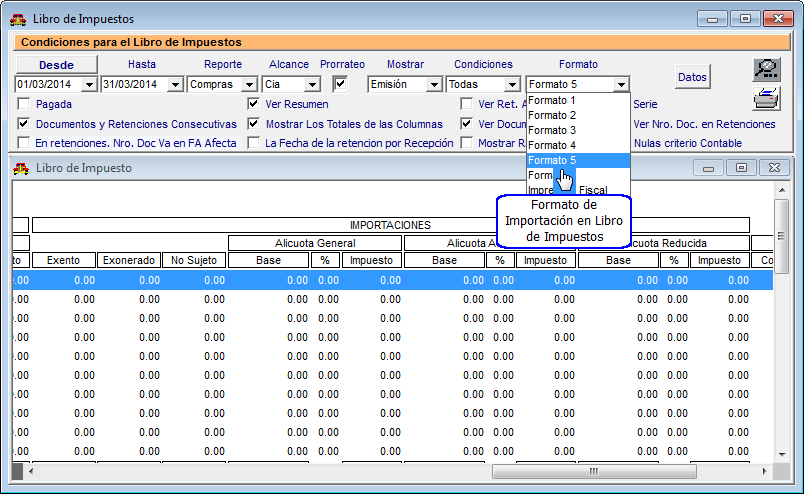 Libro de Impuestos
Condiciones para el Libro de Impuestos
Desde Hasta Reporte Alcance Prorrateo Mostrar Condiciones Formato
01/03/2014 31/03/2014 Compras Cia Emisión Todas Formato 5 Datos
Pagada Ver Resumen Ver Ret. Serie
Documentos y Retenciones Consecutivas Mostrar Los Totales de las Columnas Ver Ver Nro. Doc. en Retenciones
En retenciones. Nro. Doc Va en FA Afecta La Fecha de la retencion por Recepción Mostrar Nulas criterio Contable
Formato 1
Formato 2
Formato 3
Formato 4
Formato 5
Fiscal
Formato de
Importación en Libro
de Impuestos
Libro de Impuesto
IMPORTACIONES
Alicuota General Alicuota Reducida
Exento Exonerado No Sujeto Base % Impuesto Base % Impuesto Base % Impuesto
.00 0.00 0.00 0.00 0.00 0.00 0.00 0.00 0.00 0.00 0.00 0.00 0.00
.00 0.00 0.00 0.00 0.00 0.00 0.00 0.00 0.00 0.00 0.00 0.00 0.00
.00 0.00 0.00 0.00 0.00 0.00 0.00 0.00 0.00 0.00 0.00 0.00 0.00
.00 0.00 0.00 0.00 0.00 0.00 0.00 0.00 0.00 0.00 0.00 0.00 0.00
.00 0.00 0.00 0.00 0.00 0.00 0.00 0.00 0.00 0.00 0.00 0.00 0.00
.00 0.00 0.00 0.00 0.00 0.00 0.00 0.00 0.00 0.00 0.00 0.00 0.00
.00 0.00 0.00 0.00 0.00 0.00 0.00 0.00 0.00 0.00 0.00 0.00 0.00
.00 0.00 0.00 0.00 0.00 0.00 0.00 0.00 0.00 0.00 0.00 0.00 0.00
.00 0.00 0.00 0.00 0.00 0.00 0.00 0.00 0.00 0.00 0.00 0.00 0.00
.00 0.00 0.00 0.00 0.00 0.00 0.00 0.00 0.00 0.00 0.00 0.00 0.00